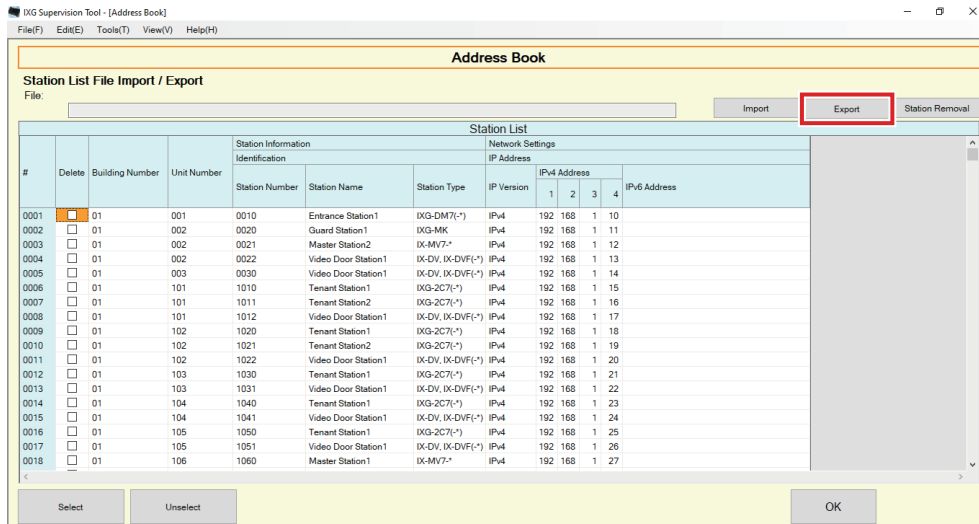 IXG Supervision Tool - [Address Book]
File(F) Edit(E) Tools(T) View(V) Help(H)
Address Book
Station List File Import / Export
File:
Import Export Station Removal
Station List
Station Information Network Settings
Identification IP Address
# Delete Building Number Unit Number Station Number Station Name Station Type IP Version IPv4 Address IPv6 Address
1 2 3 4
0001 01 001 0010 Entrance Station1 IXG-DM7(-*) IPv4 192 168 1 10
0002 01 002 0020 Guard Station1 IXG-MK IPv4 192 168 1 11
0003 01 002 0021 Master Station2 IX-MV7-* IPv4 192 168 1 12
0004 01 002 0022 Video Door Station1 IX-DV, IX-DVF(-*) IPv4 192 168 1 13
0005 01 003 0030 Video Door Station1 IX-DV, IX-DVF(-*) IPv4 192 168 1 14
0006 01 101 1010 Tenant Station1 IXG-2C7(-*) IPv4 192 168 1 15
0007 01 101 1011 Tenant Station2 IXG-2C7(-*) IPv4 192 168 1 16
0008 01 101 1012 Video Door Station1 IX-DV, IX-DVF(-*) IPv4 192 168 1 17
0009 01 102 1020 Tenant Station1 IXG-2C7(-*) IPv4 192 168 1 18
0010 01 102 1021 Tenant Station2 IXG-2C7(-*) IPv4 192 168 1 19
0011 01 102 1022 Video Door Station1 IX-DV, IX-DVF(-*) IPv4 192 168 1 20
0012 01 103 1030 Tenant Station1 IXG-2C7(-*) IPv4 192 168 1 21
0013 01 103 1031 Video Door Station1 IX-DV, IX-DVF(-*) IPv4 192 168 1 22
0014 01 104 1040 Tenant Station1 IXG-2C7(-*) IPv4 192 168 1 23
0015 01 104 1041 Video Door Station1 IX-DV, IX-DVF(-*) IPv4 192 168 1 24
0016 01 105 1050 Tenant Station1 IXG-2C7(-*) IPv4 192 168 1 25
0017 01 105 1051 Video Door Station1 IX-DV, IX-DVF(-*) IPv4 192 168 1 26
0018 01 106 1060 Master Station1 IX-MV7-* IPv4 192 168 1 27
Select Unselect OK